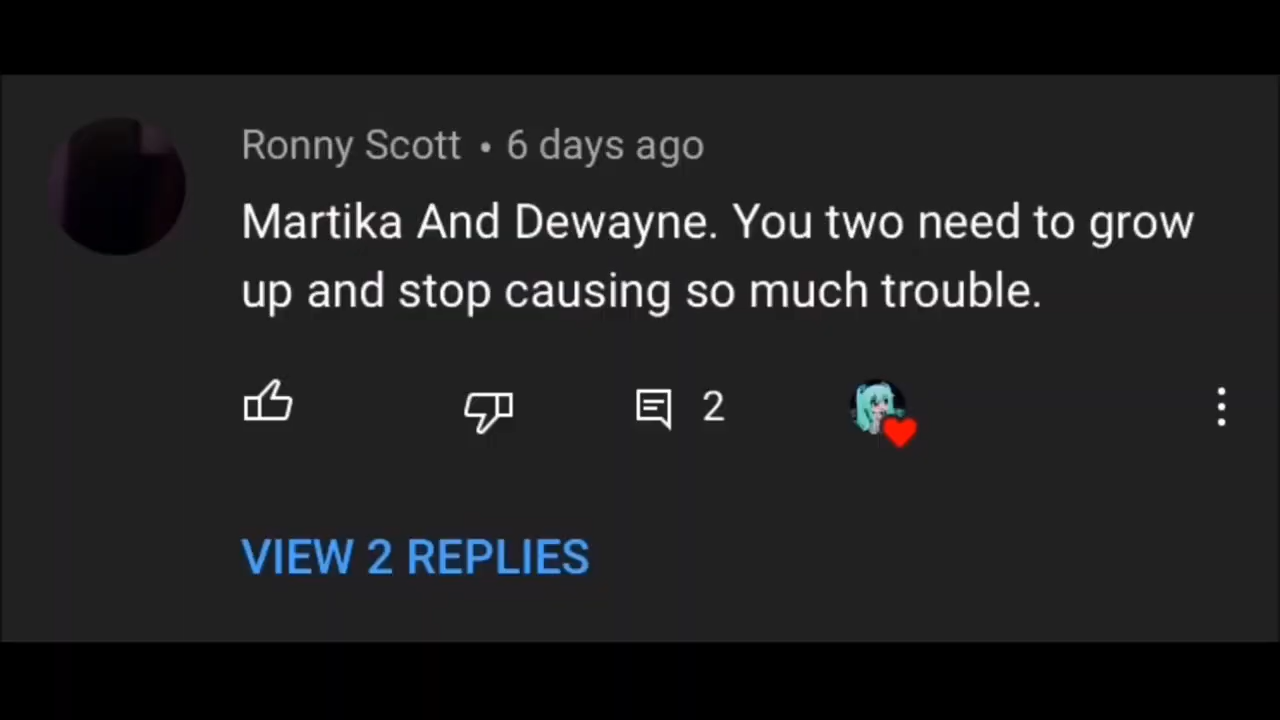 Ronny Scott • 6 days ago
Martika And Dewayne. You two need to grow
up and stop causing so much trouble.
2
VIEW 2 REPLIES